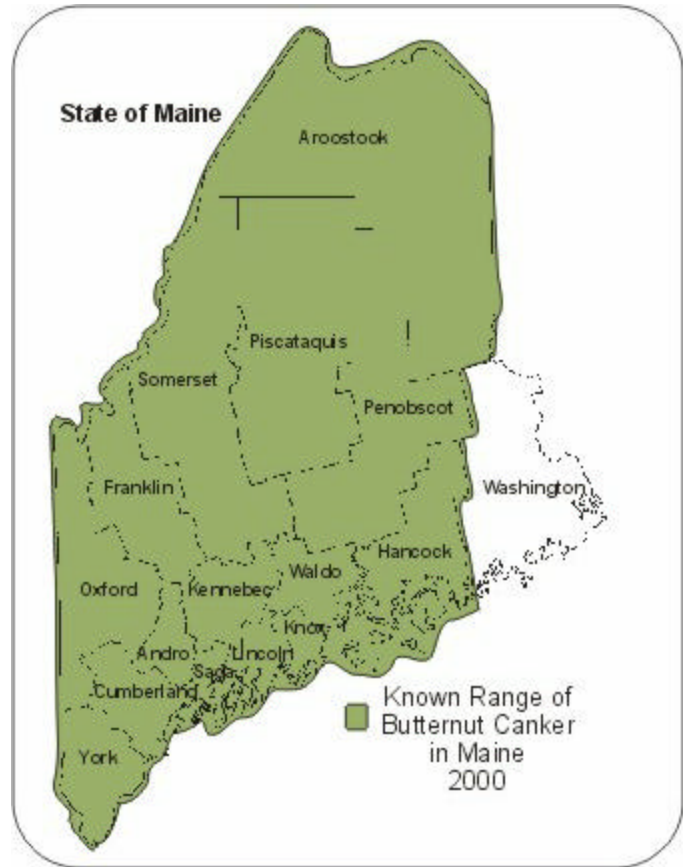 State of Maine
Aroostook
Piscataquis
Somerset
Penobscot
Franklin
Washington
Hancock
Waldo
Oxford
Kennebec
Knox
Andro
Lincoln
Saga
Cumberland
York
Known Range of
Butternut Canker
in Maine
2000